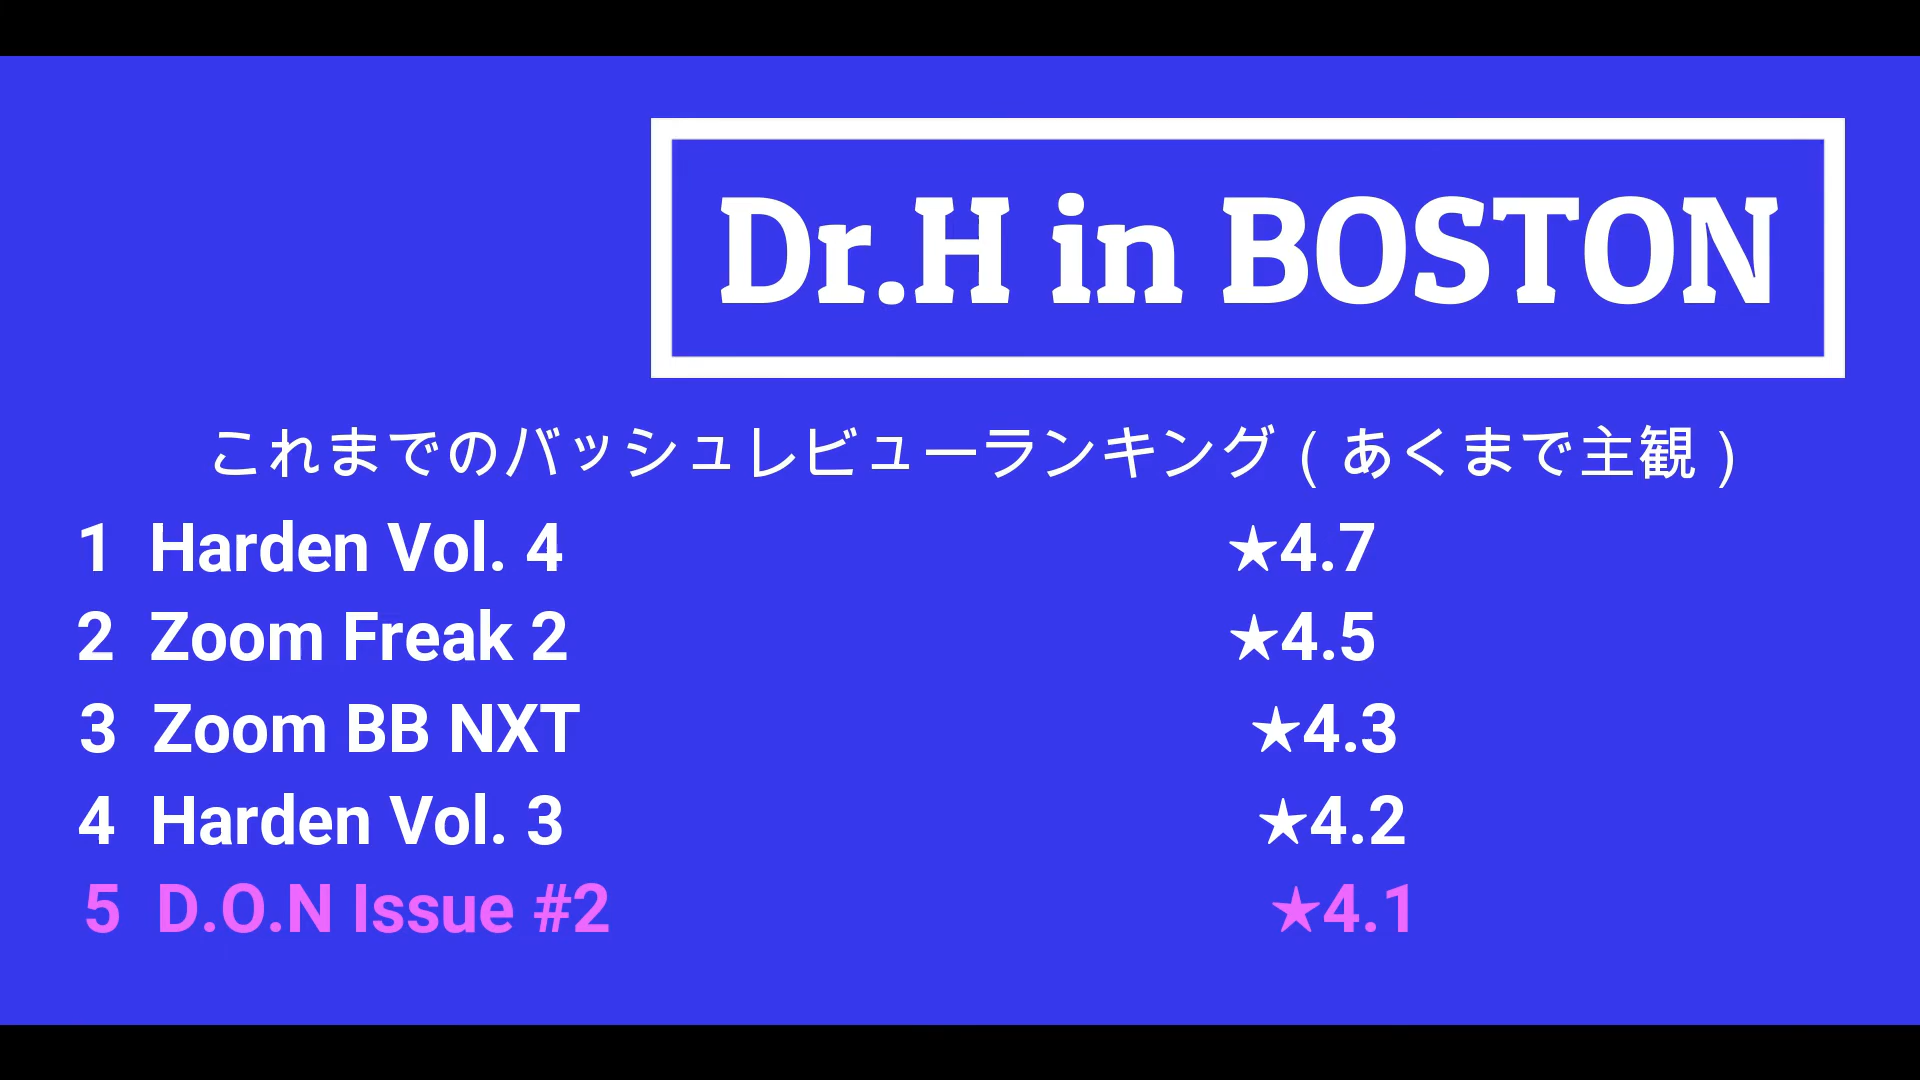 Dr.H in BOSTON
これまでのバッシュレビューランキング(あくまで主観)
1 Harden Vol. 4 ★4.7
2 Zoom Freak 2 ★4.5
3 Zoom BB NXT ★4.3
4 Harden Vol. 3 ★4.2
5 D.O.N Issue #2 ★4.1